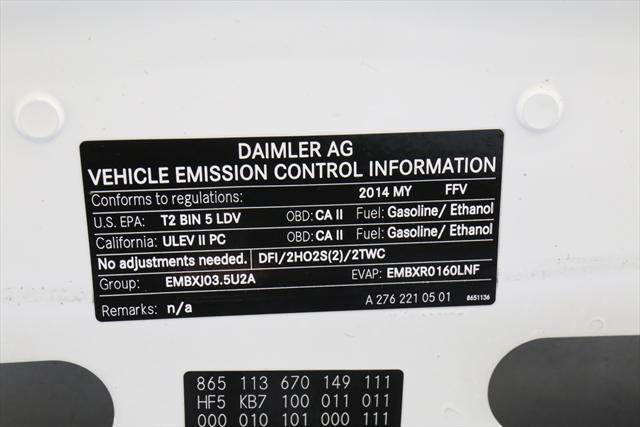 DAIMLER AG
VEHICLE EMISSION CONTROL INFORMATION
Conforms to regulations: 2014 MY FFV
U.S. EPA: T2 BIN 5 LDV OBD: CA II Fuel: Gasoline/ Ethanol
California: ULEV II PC OBD: CA II Fuel: Gasoline/ Ethanol
No adjustments needed. DFI/2HO2S(2)/2TWC
Group: EMBXJ03.5U2A EVAP: EMBXR0160LNF
Remarks: n/a A 276 221 05 01 8651136
865 113 670 149 111
HF5 KB7 100 011 011
000 010 101 000 111